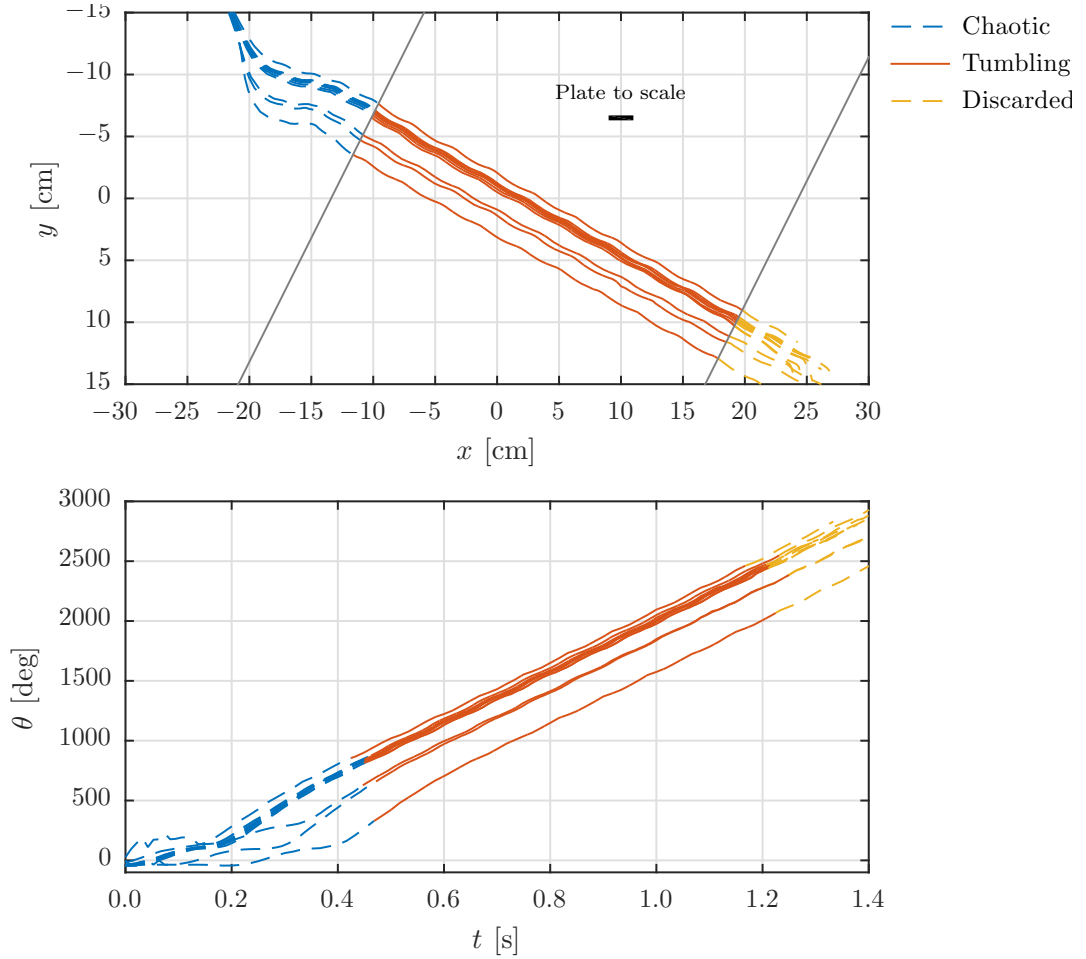 −15
−10
−5
0
5
10
15
y [cm]
Plate to scale
−30 −25 −20 −15 −10 −5 0 5 10 15 20 25 30
x [cm]
Chaotic
Tumbling
Discarded
3000
2500
2000
1500
1000
500
0
θ [deg]
0.0 0.2 0.4 0.6 0.8 1.0 1.2 1.4
t [s]